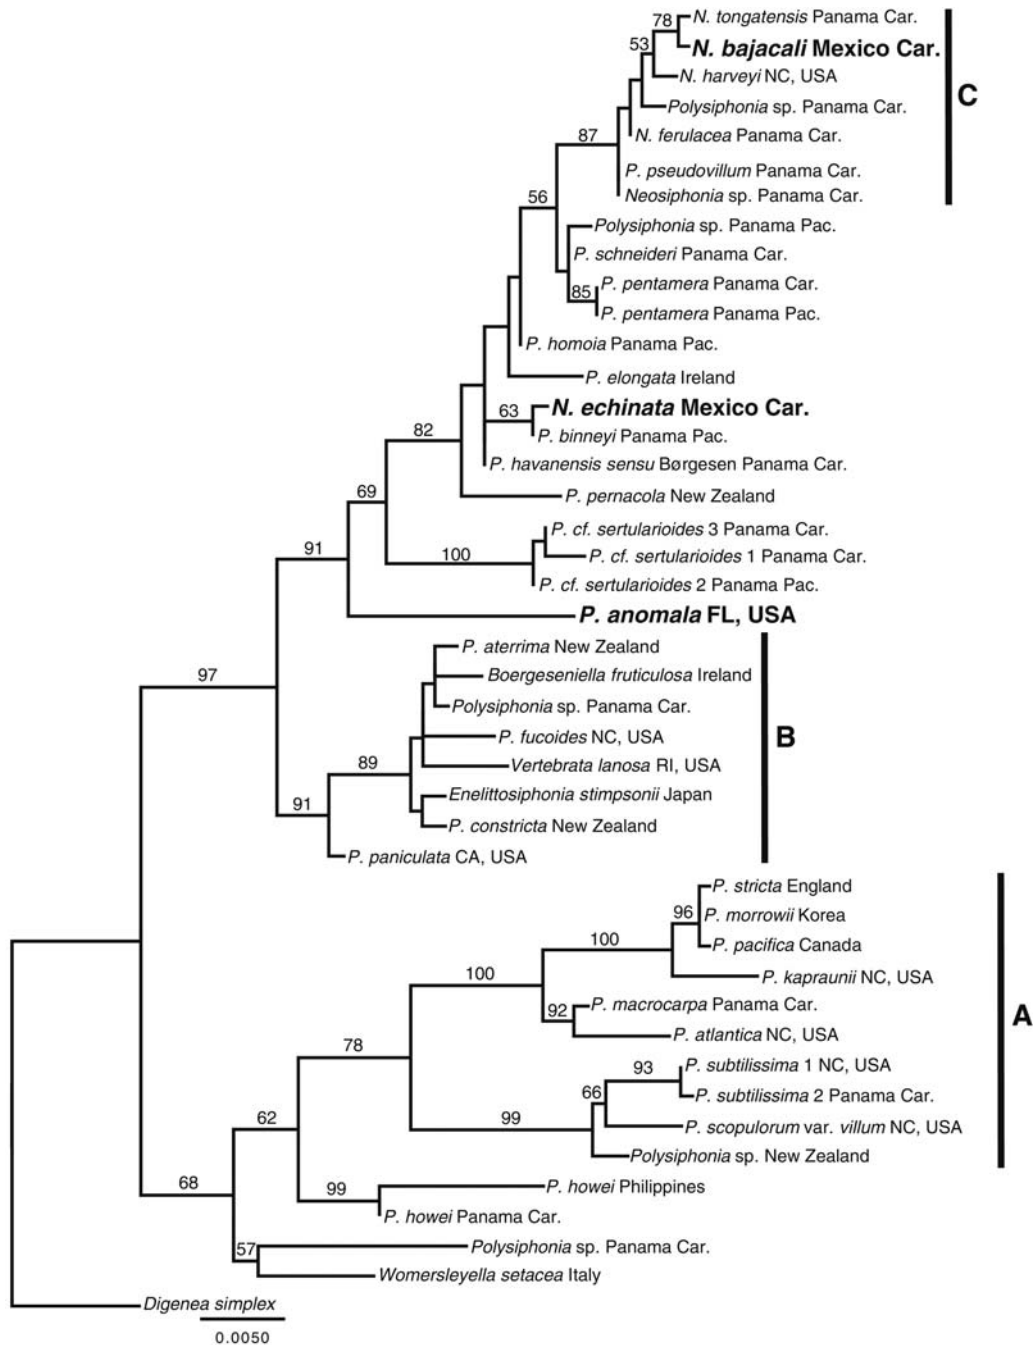 78 N. tongatensis Panama Car.
53 N. bajacali Mexico Car.
N. harveyi NC, USA
C
Polysiphonia sp. Panama Car.
87 N. ferulacea Panama Car.
P. pseudovillum Panama Car.
Neosiphonia sp. Panama Car.
56 Polysiphonia sp. Panama Pac.
P. schneideri Panama Car.
85 P. pentamera Panama Car.
P. pentamera Panama Pac.
P. homoia Panama Pac.
P. elongata Ireland
63 N. echinata Mexico Car.
82 P. binneyi Panama Pac.
P. havanensis sensu Børgesen Panama Car.
69 P. pernacola New Zealand
P. cf. sertularioides 3 Panama Car.
91 100 P. cf. sertularioides 1 Panama Car.
P. cf. sertularioides 2 Panama Pac.
P. anomala FL, USA
97 P. aterrima New Zealand
Boergeseniella fruticulosa Ireland
Polysiphonia sp. Panama Car.
B
P. fucoides NC, USA
89 Vertebrata lanosa RI, USA
91 Enelittosiphonia stimpsonii Japan
P. constricta New Zealand
P. paniculata CA, USA
P. stricta England
96 P. morrowii Korea
100 P. pacifica Canada
100 P. kapraunii NC, USA
92 P. macrocarpa Panama Car.
A
P. atlantica NC, USA
78 93 P. subtilissima 1 NC, USA
66 P. subtilissima 2 Panama Car.
62 99 P. scopulorum var. villum NC, USA
Polysiphonia sp. New Zealand
68 99 P. howei Philippines
P. howei Panama Car.
57 Polysiphonia sp. Panama Car.
Womersleyella setacea Italy
Digenea simplex
0.0050